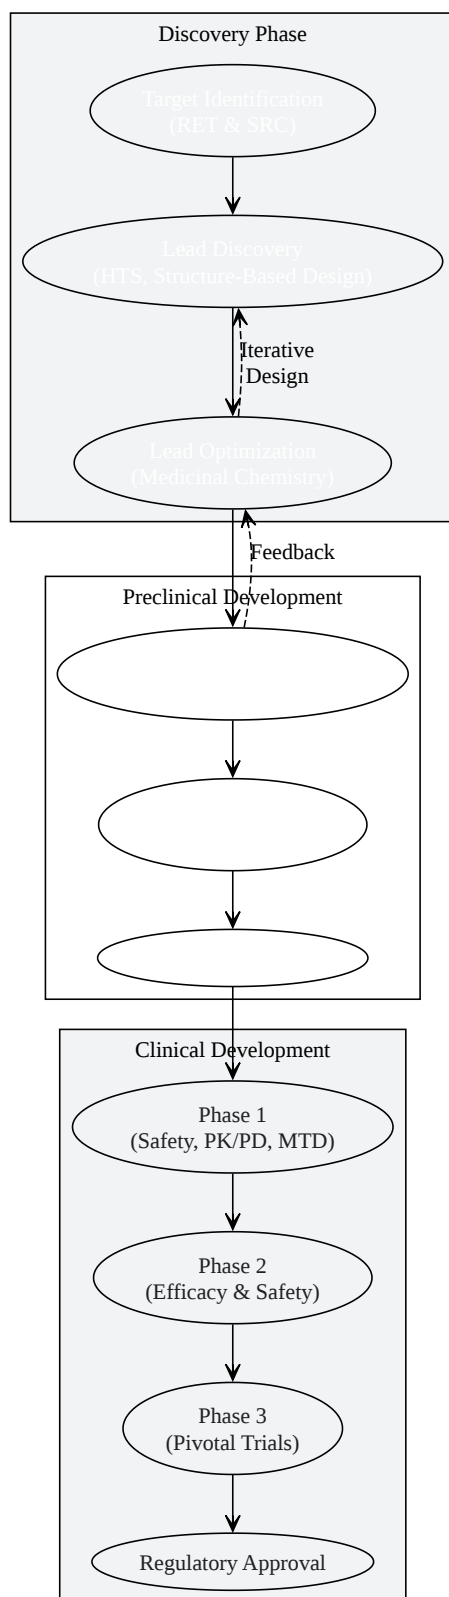 Discovery Phase
Target Identification
(RET & SRC)
Lead Discovery
(HTS, Structure-Based Design)
Iterative
Design
Lead Optimization
(Medicinal Chemistry)
Feedback
Preclinical Development
Clinical Development
Phase 1
(Safety, PK/PD, MTD)
Phase 2
(Efficacy & Safety)
Phase 3
(Pivotal Trials)
Regulatory Approval